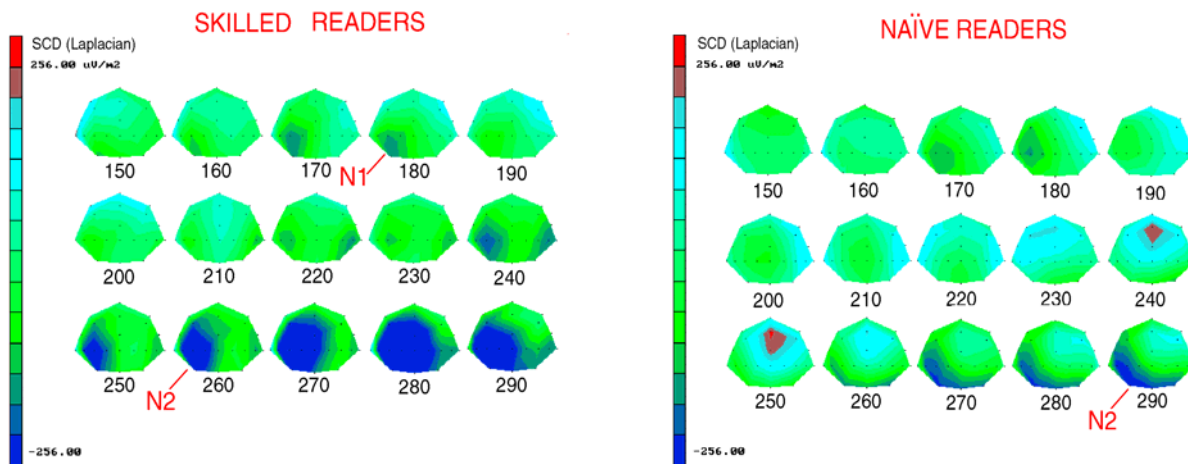 SKILLED READERS
SCD (Laplacian)
256.00 uV/m2
150 160 170 180 190
N1
200 210 220 230 240
250 260 270 280 290
N2
-256.00
NAÏVE READERS
SCD (Laplacian)
256.00 uV/m2
150 160 170 180 190
200 210 220 230 240
250 260 270 280 290
N2
-256.00